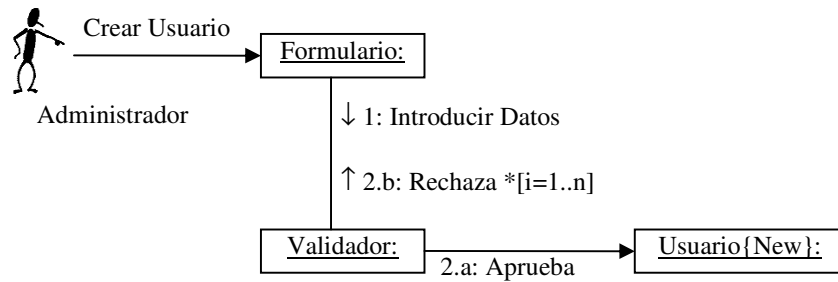 Crear Usuario
Formulario:
Administrador
↓ 1: Introducir Datos
↑ 2.b: Rechaza *[i=1..n]
Validador:
Usuario{New}:
2.a: Aprueba